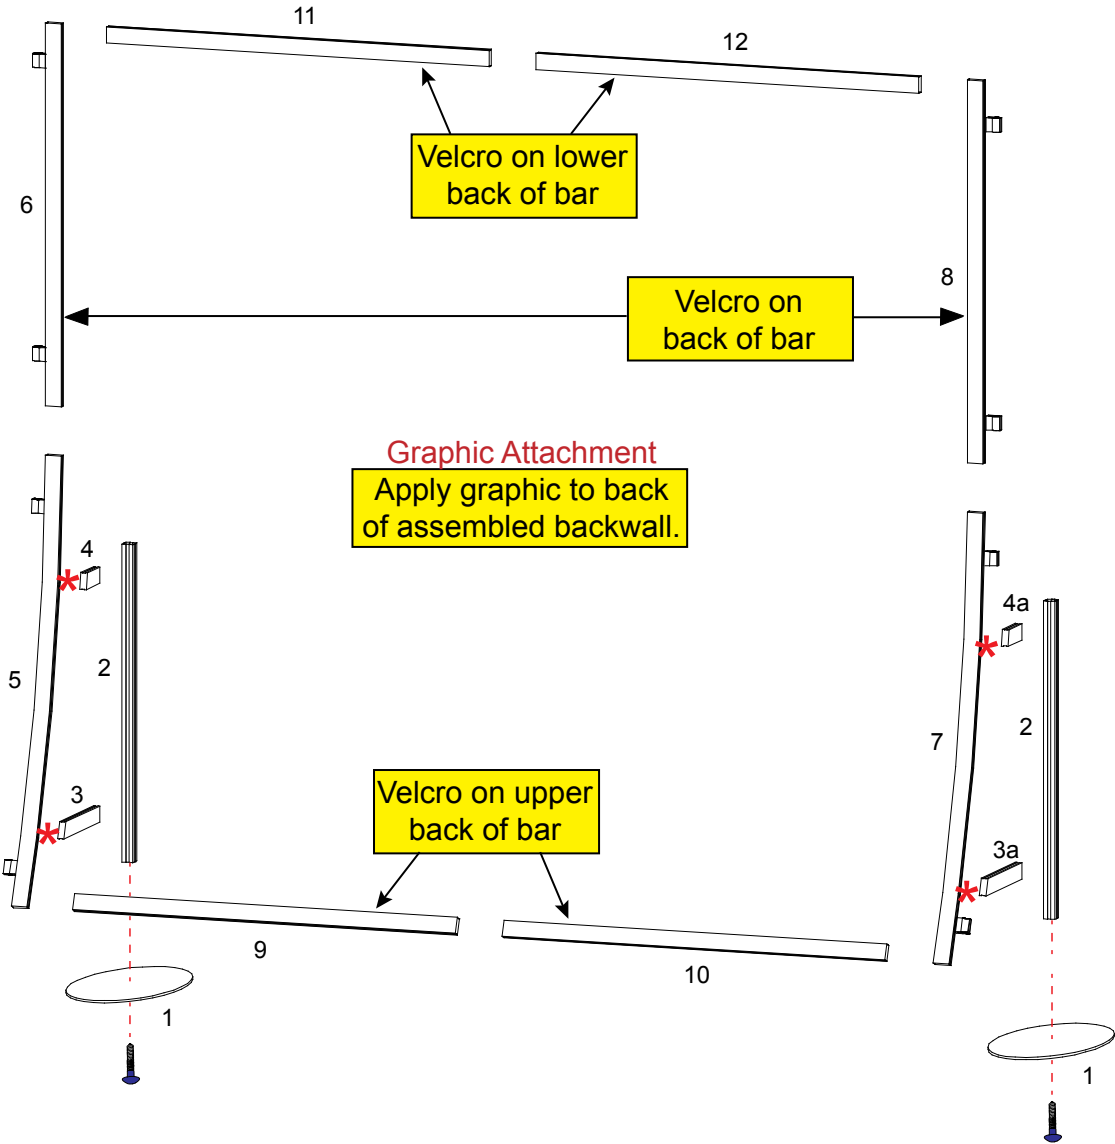 11
12
Velcro on lower
back of bar
6
8
Velcro on
back of bar
Graphic Attachment
Apply graphic to back
of assembled backwall.
4
4a
2
5
2
7
3
Velcro on upper
back of bar
3a
9
10
1
1